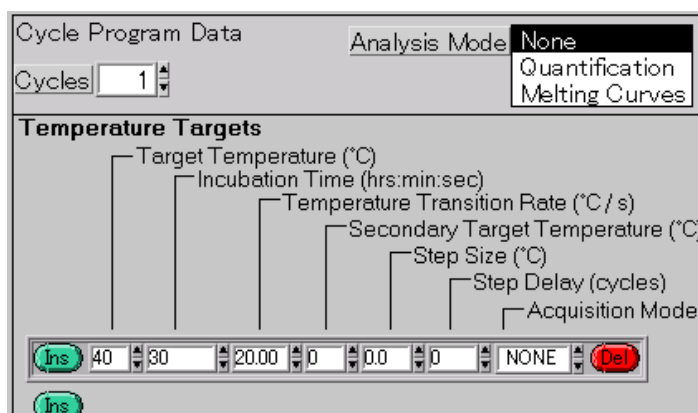 Cycle Program Data
Analysis Mode None
Quantification
Melting Curves
Cycles 1
Temperature Targets
Target Temperature (°C)
Incubation Time (hrs:min:sec)
Temperature Transition Rate (°C / s)
Secondary Target Temperature (°C)
Step Size (°C)
Step Delay (cycles)
Acquisition Mode
Ins 40 30 20.00 0 0.0 0 NONE Del
Ins